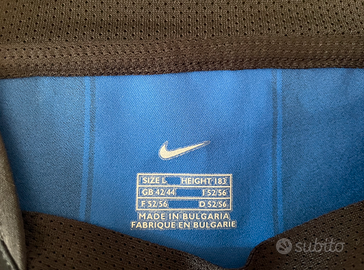 SIZE L HEIGHT 183
GB 42/44 I 52/56
F 52/56 D 52/56
MADE IN BULGARIA
FABRIQUE EN BULGARIE
subito